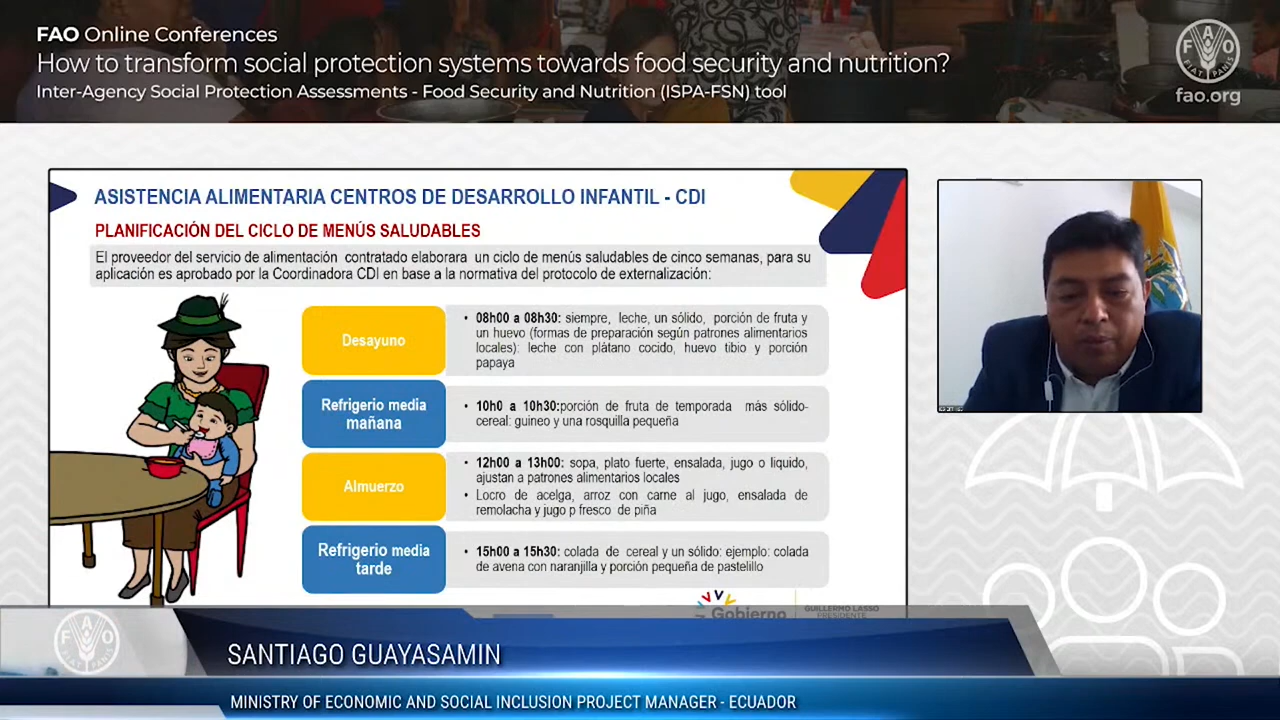 FAO Online Conferences
How to transform social protection systems towards food security and nutrition?
Inter-Agency Social Protection Assessments - Food Security and Nutrition (ISPA-FSN) tool
FAO
FIAT PANIS
fao.org
ASISTENCIA ALIMENTARIA CENTROS DE DESARROLLO INFANTIL - CDI
PLANIFICACIÓN DEL CICLO DE MENÚS SALUDABLES
El proveedor del servicio de alimentación contratado elaborara un ciclo de menús saludables de cinco semanas, para su
aplicación es aprobado por la Coordinadora CDI en base a la normativa del protocolo de externalización:
Desayuno
• 08h00 a 08h30: siempre, leche, un sólido, porción de fruta y
un huevo (formas de preparación según patrones alimentarios
locales): leche con plátano cocido, huevo tibio y porción
papaya
Refrigerio media
mañana
• 10h0 a 10h30:porción de fruta de temporada más sólido-
cereal: guineo y una rosquilla pequeña
Almuerzo
• 12h00 a 13h00: sopa, plato fuerte, ensalada, jugo o liquido,
ajustan a patrones alimentarios locales
• Locro de acelga, arroz con carne al jugo, ensalada de
remolacha y jugo p fresco de piña
Refrigerio media
tarde
• 15h00 a 15h30: colada de cereal y un sólido: ejemplo: colada
de avena con naranjilla y porción pequeña de pastelillo
Gobierno
GUILLERMO LASSO
PRESIDENTE
FAO
FIAT PANIS
SANTIAGO GUAYASAMIN
MINISTRY OF ECONOMIC AND SOCIAL INCLUSION PROJECT MANAGER - ECUADOR